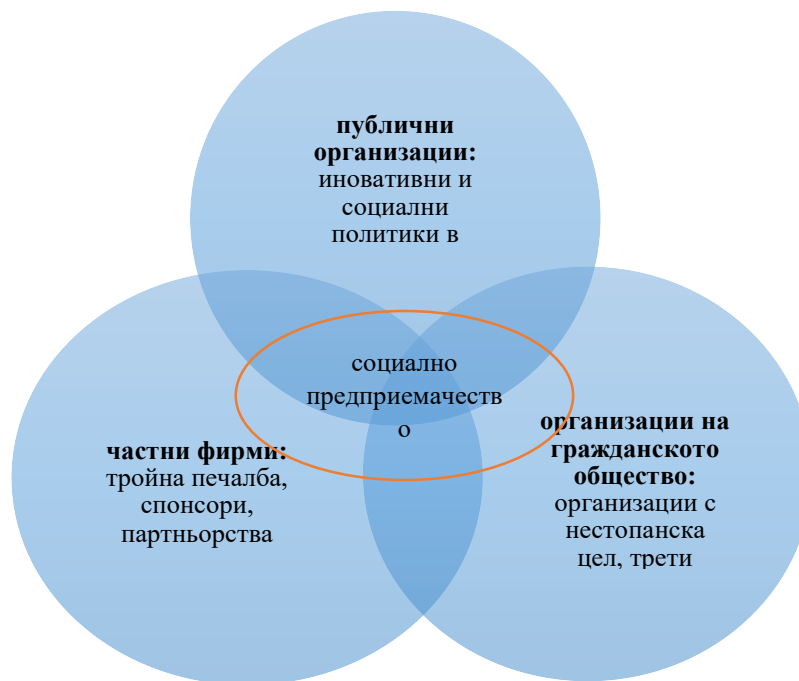 публични
организации:
иновативни и
социални
политики в
социално
предприемачеств
о
частни фирми:
тройна печалба,
спонсори,
партньорства
организации на
гражданското
общество:
организации с
нестопанска
цел, трети